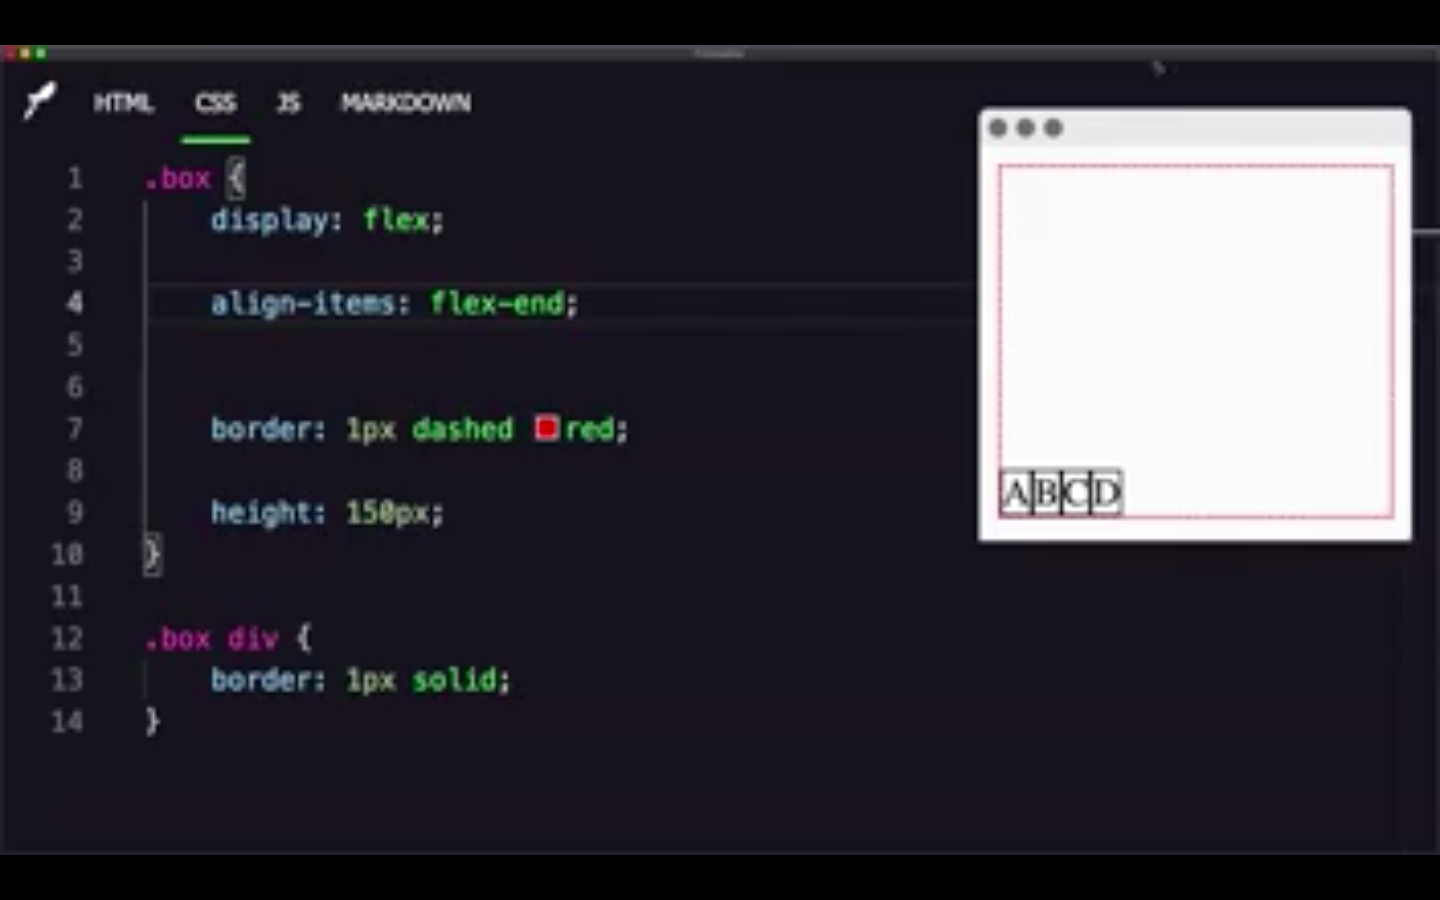 HTML CSS JS MARKDOWN
1 .box {
2 display: flex;
3
4 align-items: flex-end;
5
6
7 border: 1px dashed red;
8
9 height: 150px;
10 }
11
12 .box div {
13 border: 1px solid;
14 }
A B C D